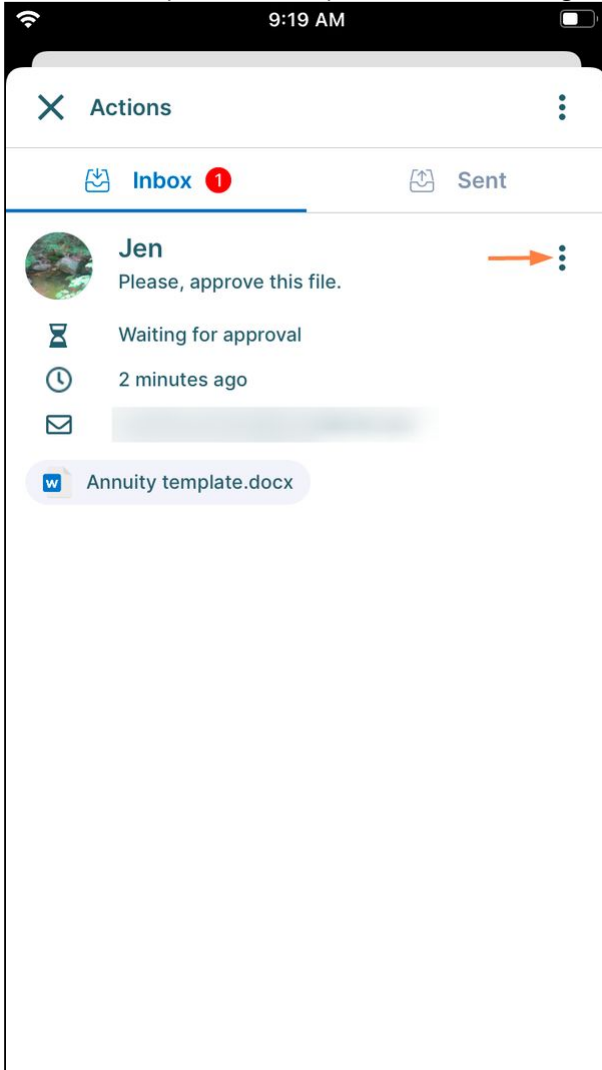 9:19 AM
Actions
Inbox 1
Sent
Jen
Please, approve this file.
Waiting for approval
2 minutes ago
W Annuity template.docx